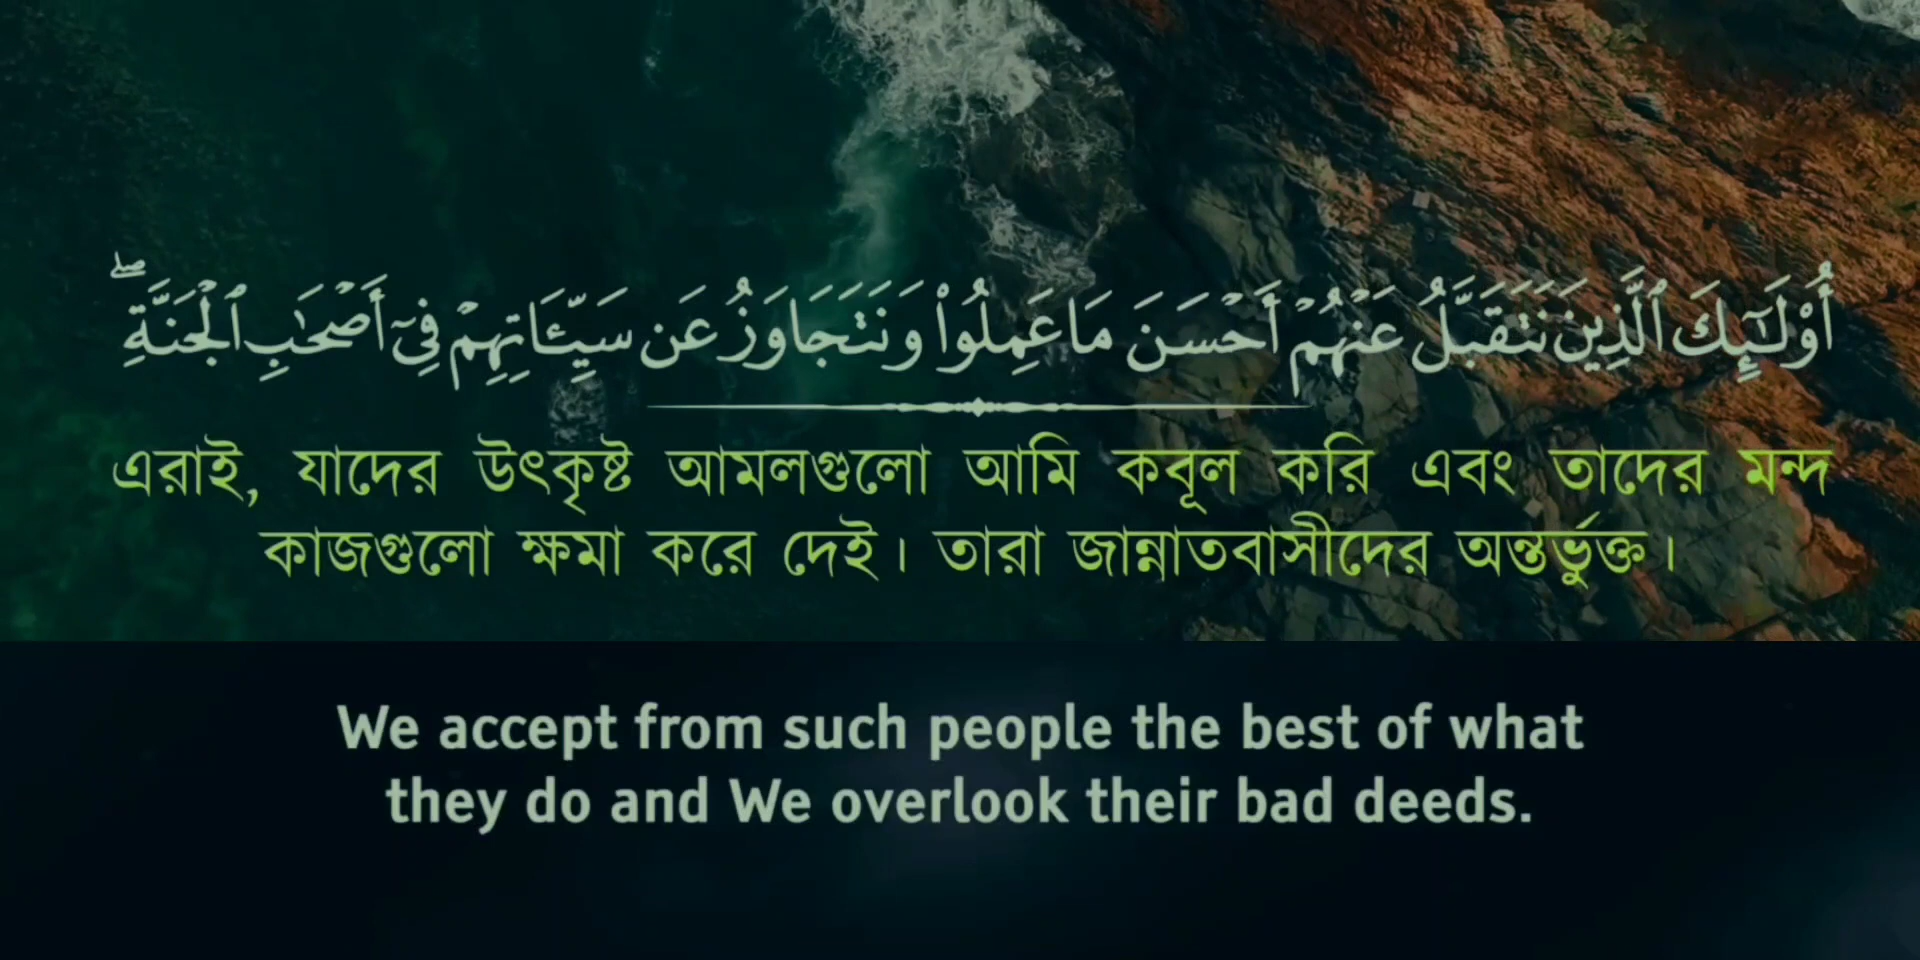 أُوْلَـٰٓئِكَ ٱلَّذِينَ نَتَقَبَّلُ عَنْهُمْ أَحْسَنَ مَا عَمِلُوا۟ وَنَتَجَاوَزُ عَن سَيِّـَٔاتِهِمْ فِىٓ أَصْحَـٰبِ ٱلْجَنَّةِ ۖ
এরাই, যাদের উৎকৃষ্ট আমলগুলো আমি কবূল করি এবং তাদের মন্দ
কাজগুলো ক্ষমা করে দেই। তারা জান্নাতবাসীদের অন্তর্ভুক্ত।
We accept from such people the best of what
they do and We overlook their bad deeds.